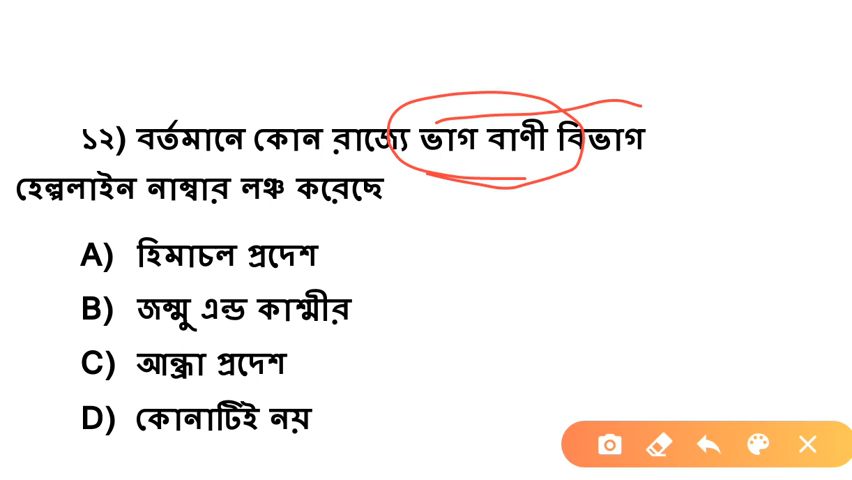 ১২) বর্তমানে কোন রাজ্যে ভাগ বাণী বিভাগ
হেল্পলাইন নাম্বার লঞ্চ করেছে
A) হিমাচল প্রদেশ
B) জম্মু এন্ড কাশ্মীর
C) আন্ধ্রা প্রদেশ
D) কোনাটিই নয়